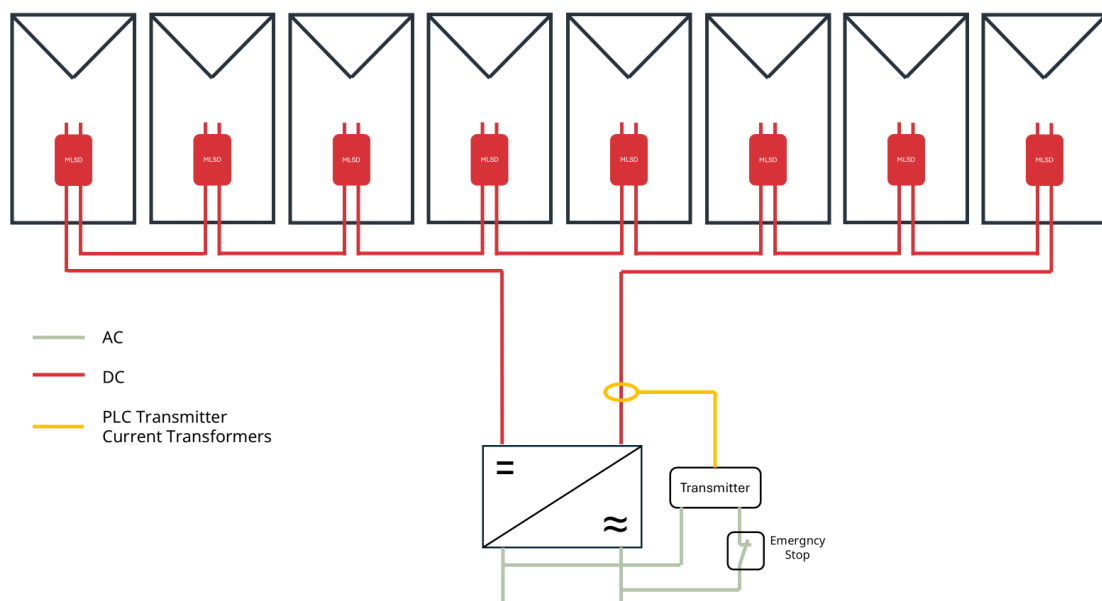 MLSD
MLSD
MLSD
MLSD
MLSD
MLSD
MLSD
MLSD
AC
DC
PLC Transmitter
Current Transformers
=
≈
Transmitter
Emergncy
Stop